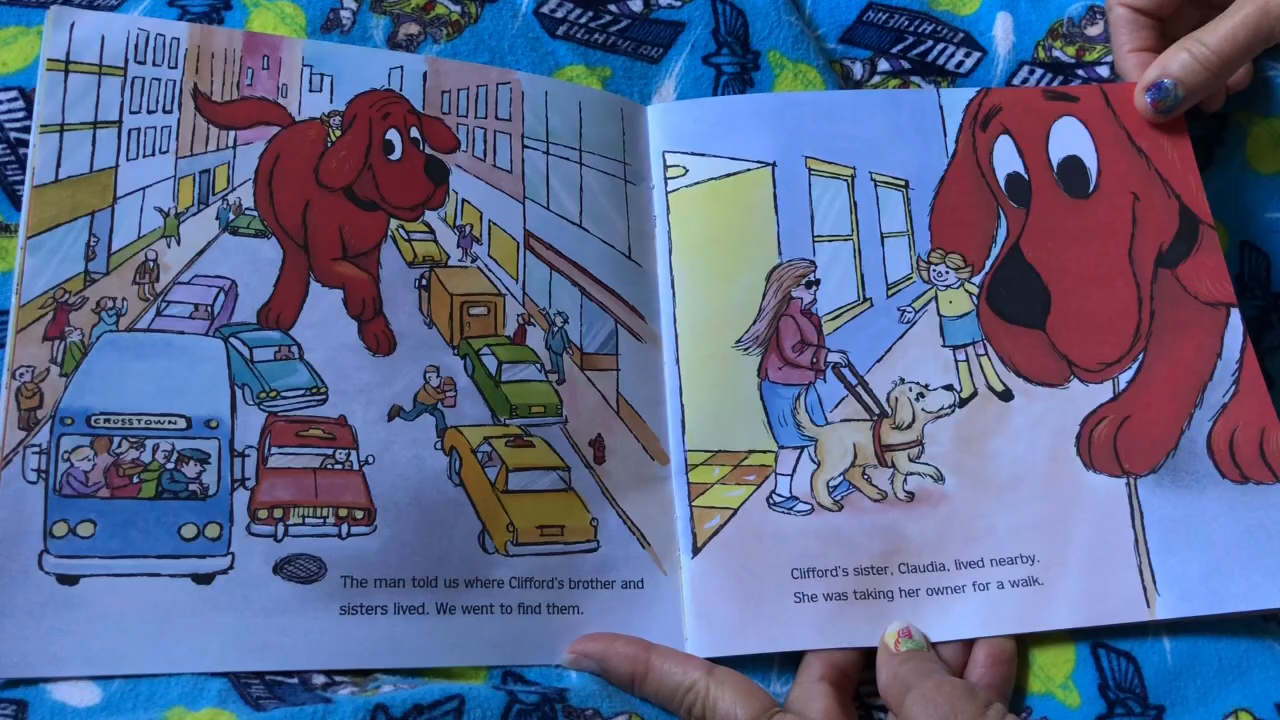 BUZZ
LIGHTYEAR
LIGHTYEAR
BUZZ
CROSSTOWN
The man told us where Clifford's brother and
sisters lived. We went to find them.
Clifford's sister, Claudia, lived nearby.
She was taking her owner for a walk.